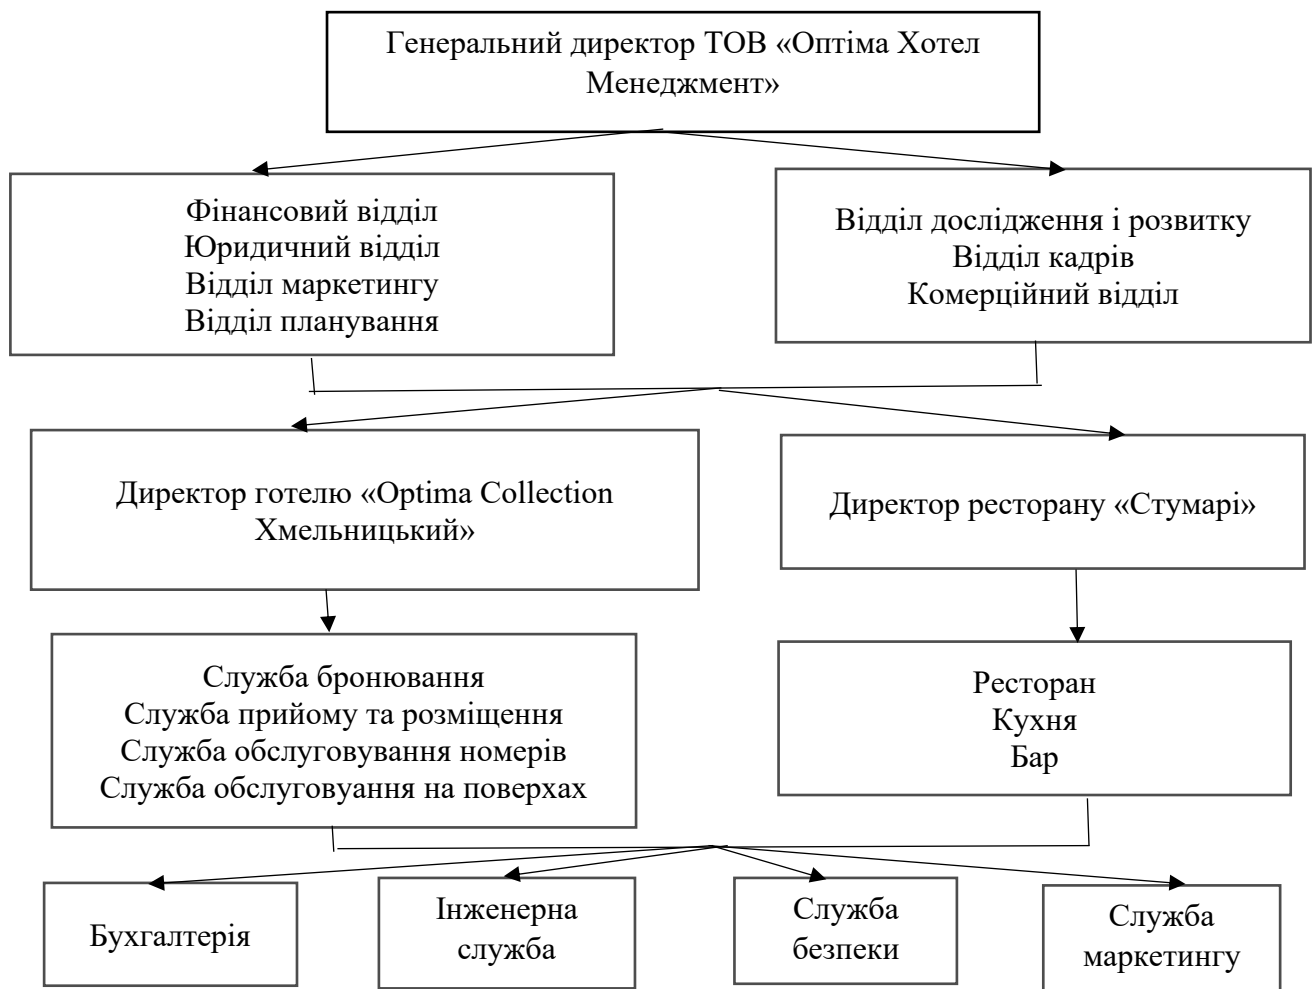 Генеральний директор ТОВ «Оптіма Хотел
Менеджмент»
Фінансовий відділ
Юридичний відділ
Відділ маркетингу
Відділ планування
Відділ дослідження і розвитку
Відділ кадрів
Комерційний відділ
Директор готелю «Optima Collection
Хмельницький»
Директор ресторану «Стумарі»
Служба бронювання
Служба прийому та розміщення
Служба обслуговування номерів
Служба обслуговуання на поверхах
Ресторан
Кухня
Бар
Бухгалтерія
Інженерна
служба
Служба
безпеки
Служба
маркетингу